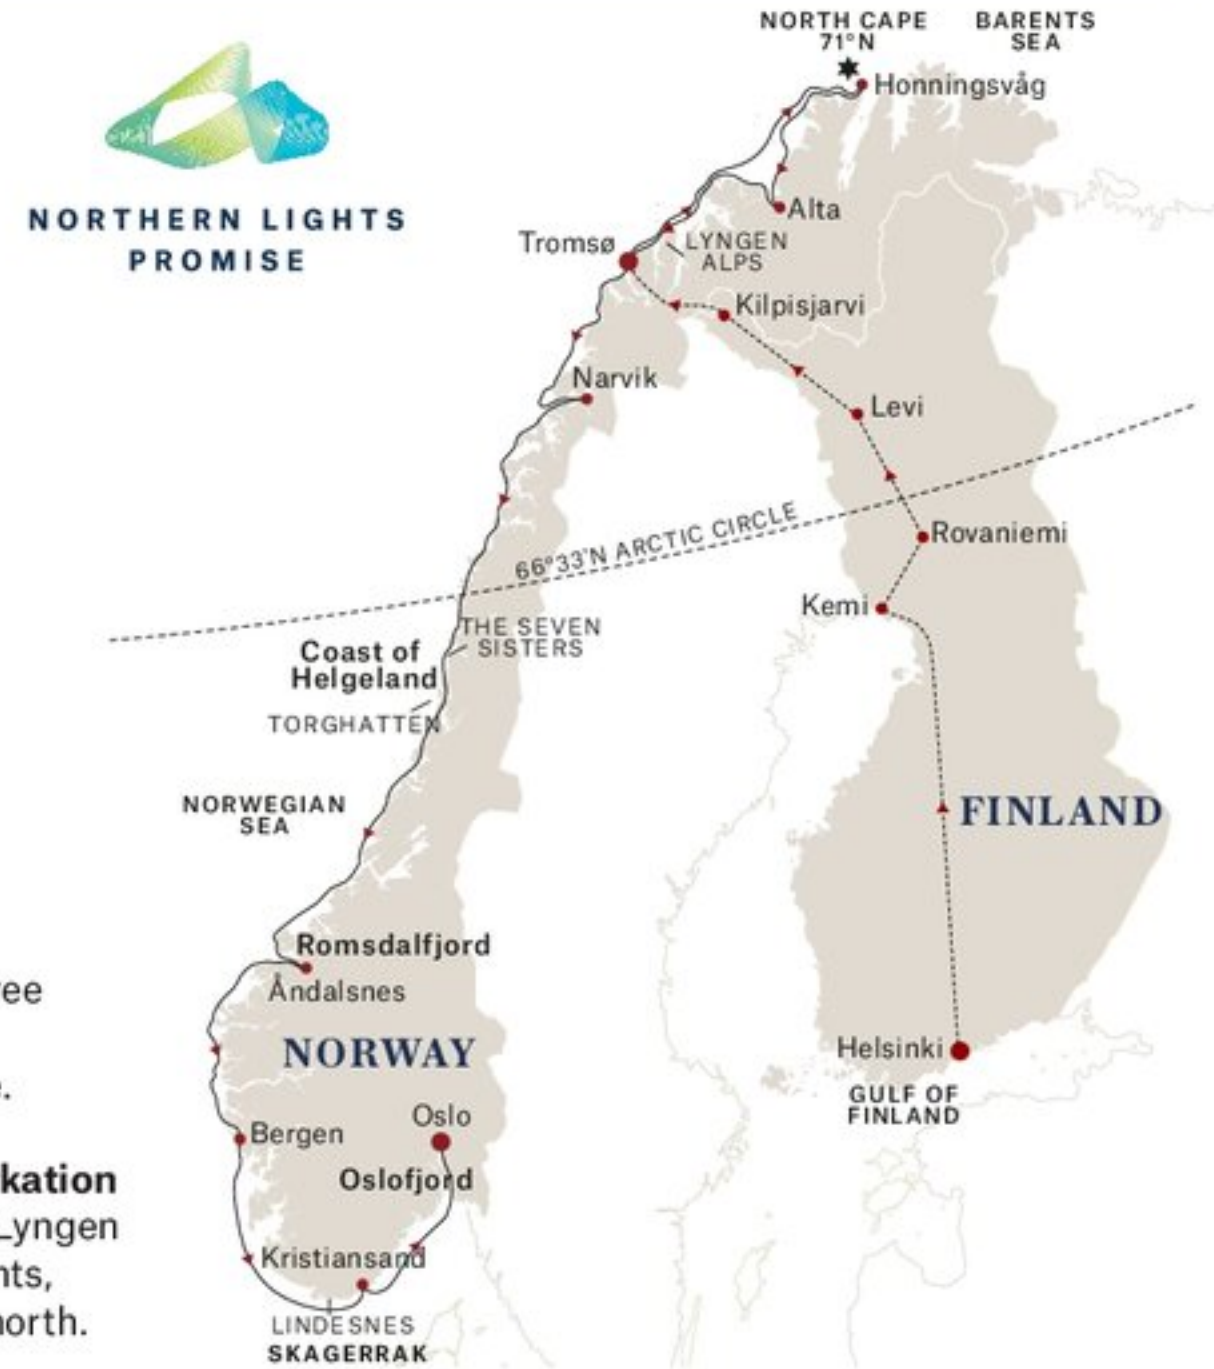 NORTH CAPE
71°N
BARENTS
SEA
Honningsvåg
NORTHERN LIGHTS
PROMISE
Alta
Tromsø
LYNGEN
ALPS
Kilpisjarvi
Narvik
Levi
66°33'N ARCTIC CIRCLE
Rovaniemi
Kemi
THE SEVEN
SISTERS
Coast of
Helgeland
TORGHATTEN
NORWEGIAN
SEA
FINLAND
Romsdalfjord
Åndalsnes
NORWAY
Helsinki
GULF OF
FINLAND
Oslo
Bergen
Oslofjord
Kristiansand
LINDESNES
SKAGERRAK
ee
.
kation
Lyngen
nts,
north.